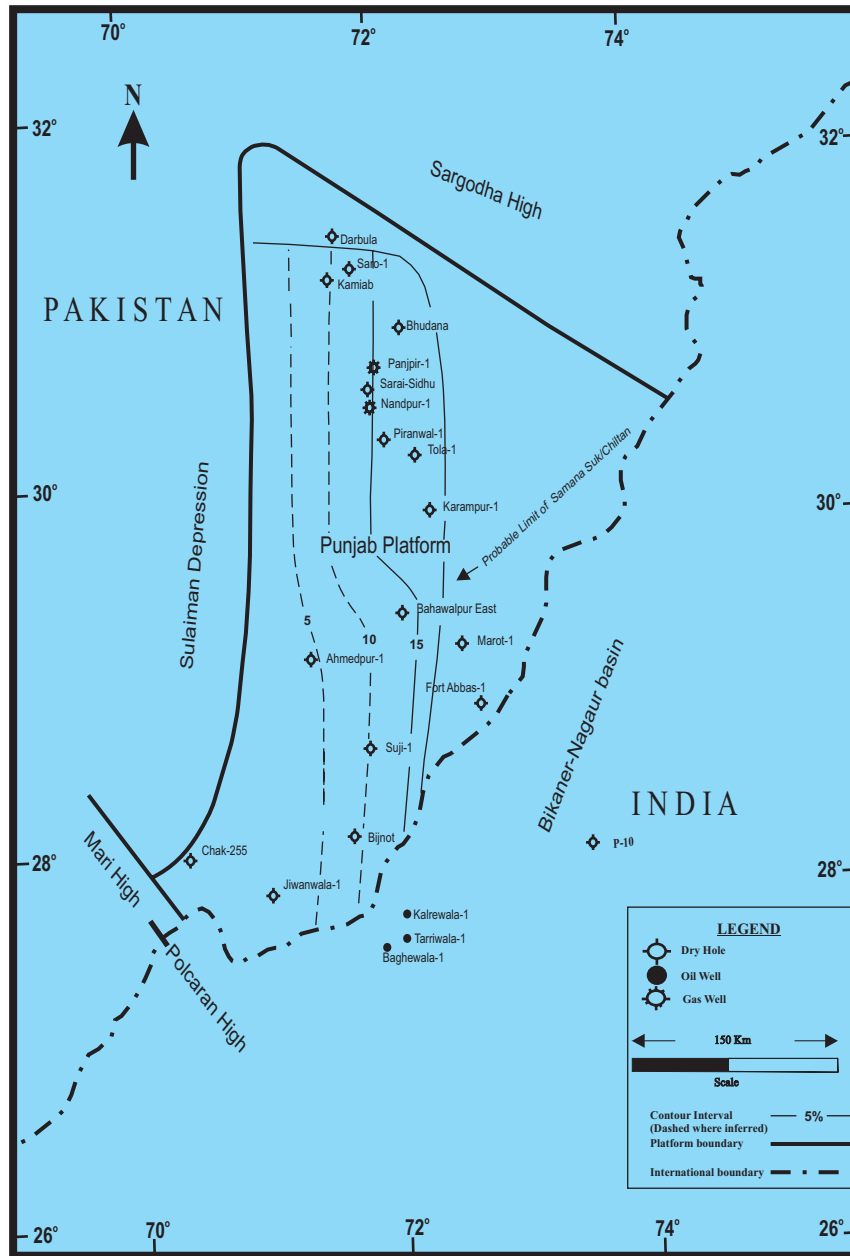 70°
72°
74°
N
32°
32°
Sargodha High
Darbula
Saro-1
Kamiab
PAKISTAN
Bhudana
Panjpir-1
Sarai-Sidhu
Nandpur-1
Piranwal-1
Tola-1
Probable Limit of Samana Suk/Chiltan
30°
30°
Karampur-1
Sulaiman Depression
Punjab Platform
Bahawalpur East
5
10
15
Marot-1
Ahmedpur-1
Fort Abbas-1
Bikaner-Nagaur basin
Suji-1
INDIA
Bijnot
P-10
Chak-255
28°
28°
Mari High
Jiwanwala-1
Kalrewala-1
Tarriwala-1
Baghewala-1
Polcaran High
LEGEND
Dry Hole
Oil Well
Gas Well
150 Km
Scale
Contour Interval
5%
(Dashed where inferred)
Platform boundary
International boundary
26°
70°
72°
74°
26°